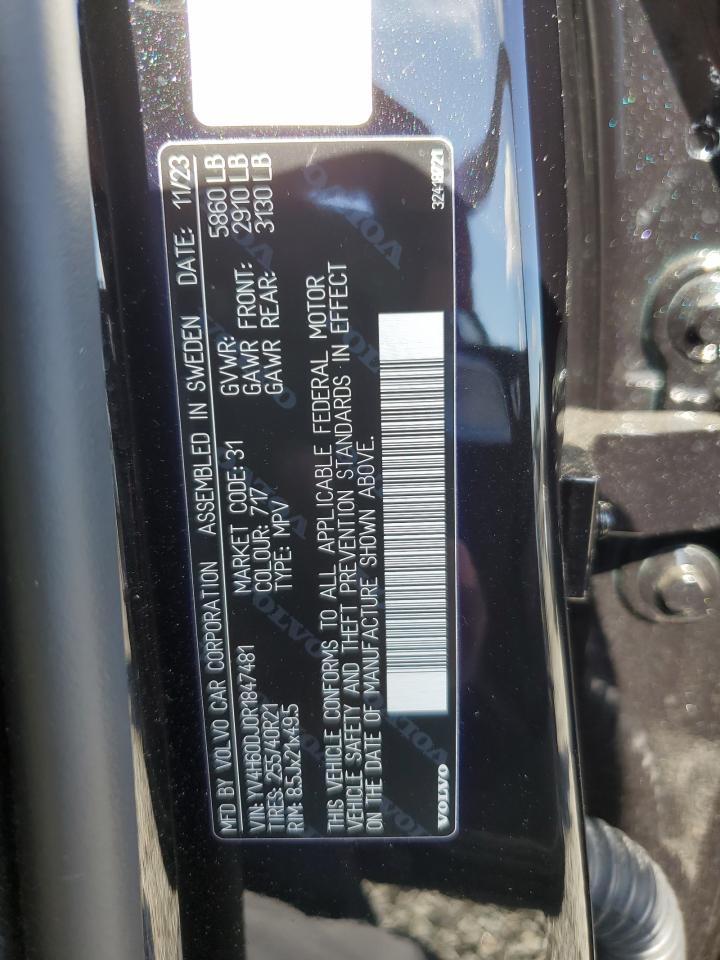 MFD BY VOLVO CAR CORPORATION ASSEMBLED IN SWEDEN DATE: 11/23
VIN: YV4H60DJ0R1847481 MARKET CODE: 31 GVWR: 5860 LB
TIRES: 255/40R21 COLOUR: 717 GAWR FRONT: 2910 LB
RIM: 8.5Jx21x49.5 TYPE: MPV GAWR REAR: 3130 LB
THIS VEHICLE CONFORMS TO ALL APPLICABLE FEDERAL MOTOR
VEHICLE SAFETY AND THEFT PREVENTION STANDARDS IN EFFECT
ON THE DATE OF MANUFACTURE SHOWN ABOVE.
VOLVO 32418221